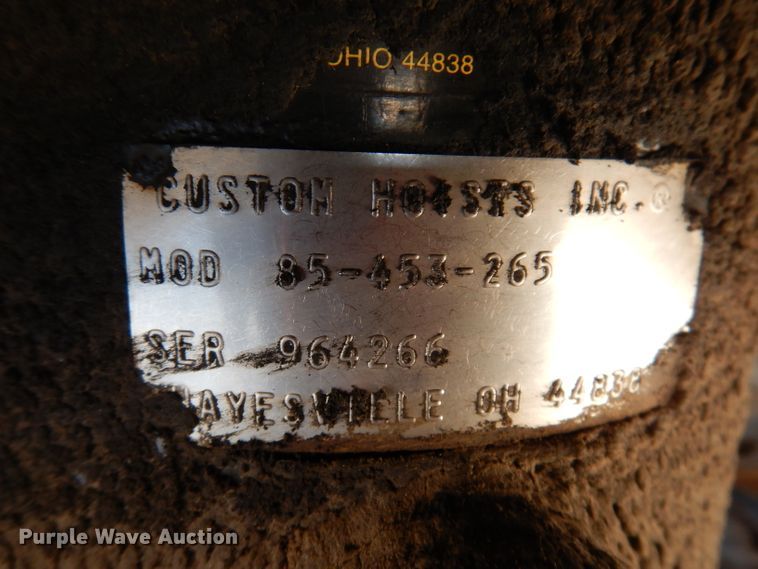 OHIO 44838
CUSTOM HOISTS INC.®
MOD 85-453-265
SER 964266
HAYESVILLE OH 44838
Purple Wave Auction